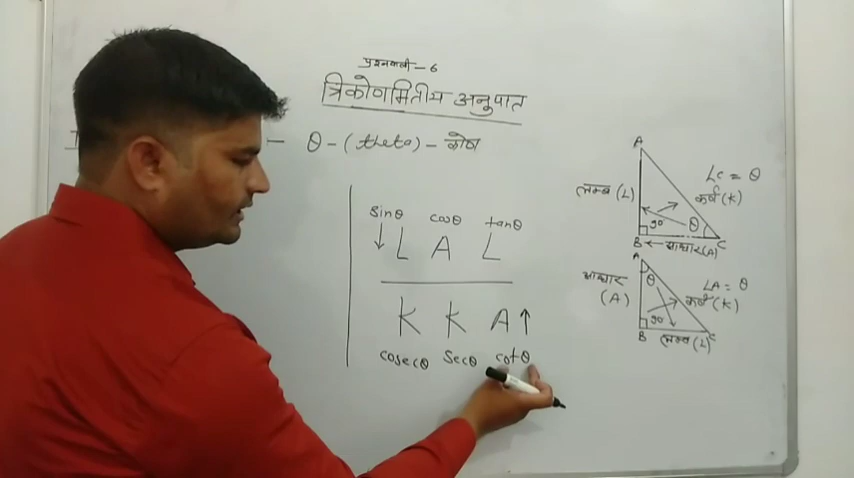 प्रश्नावली - 6
त्रिकोणमितीय अनुपात
- θ - (theta) - कोण
sinθ cosθ tanθ
↓ L A L
K K A ↑
cosecθ secθ cotθ
A
लम्ब (L)
∠C = θ
कर्ण (K)
90 θ
B ← आधार (A) C
A
आधार (A)
θ
∠A = θ
कर्ण (K)
90
B लम्ब (L) C